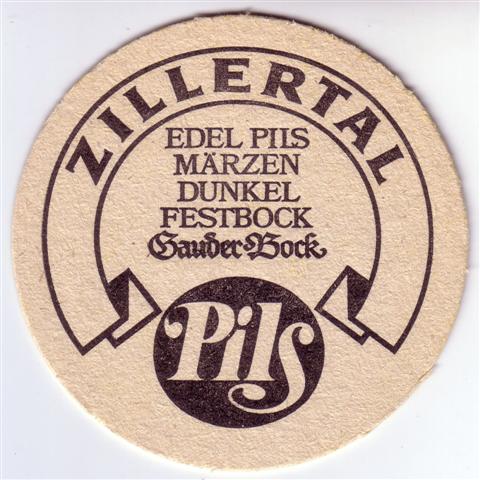 ZILLERTAL
EDEL PILS
MÄRZEN
DUNKEL
FESTBOCK
Gauder-Bock
Pils